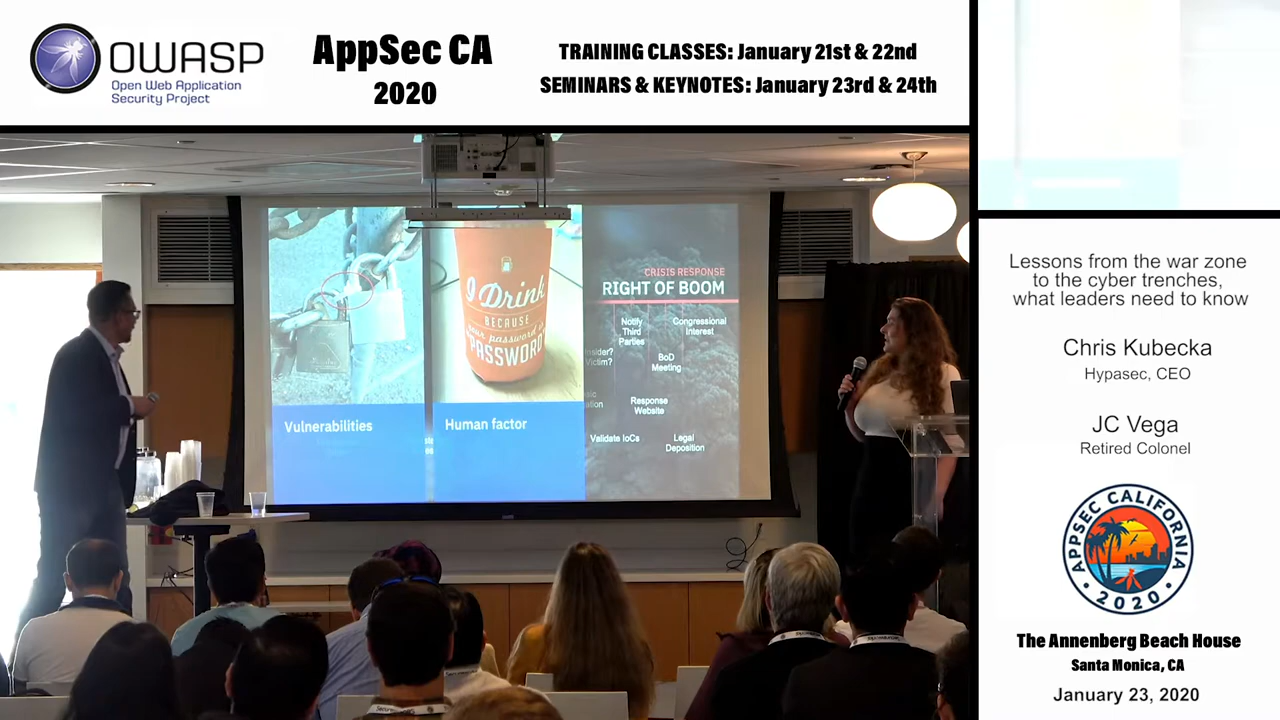 OWASP
Open Web Application
Security Project
AppSec CA
2020
TRAINING CLASSES: January 21st & 22nd
SEMINARS & KEYNOTES: January 23rd & 24th
Vulnerabilities
I Drink
BECAUSE
your password is
PASSWORD
Human factor
CRISIS RESPONSE
RIGHT OF BOOM
Notify
Third
Parties
Congressional
Interest
Victim?
BoD
Meeting
Response
Website
Validate IoCs
Legal
Deposition
Lessons from the war zone
to the cyber trenches,
what leaders need to know
Chris Kubecka
Hypasec, CEO
JC Vega
Retired Colonel
APPSEC CALIFORNIA
2020
The Annenberg Beach House
Santa Monica, CA
January 23, 2020